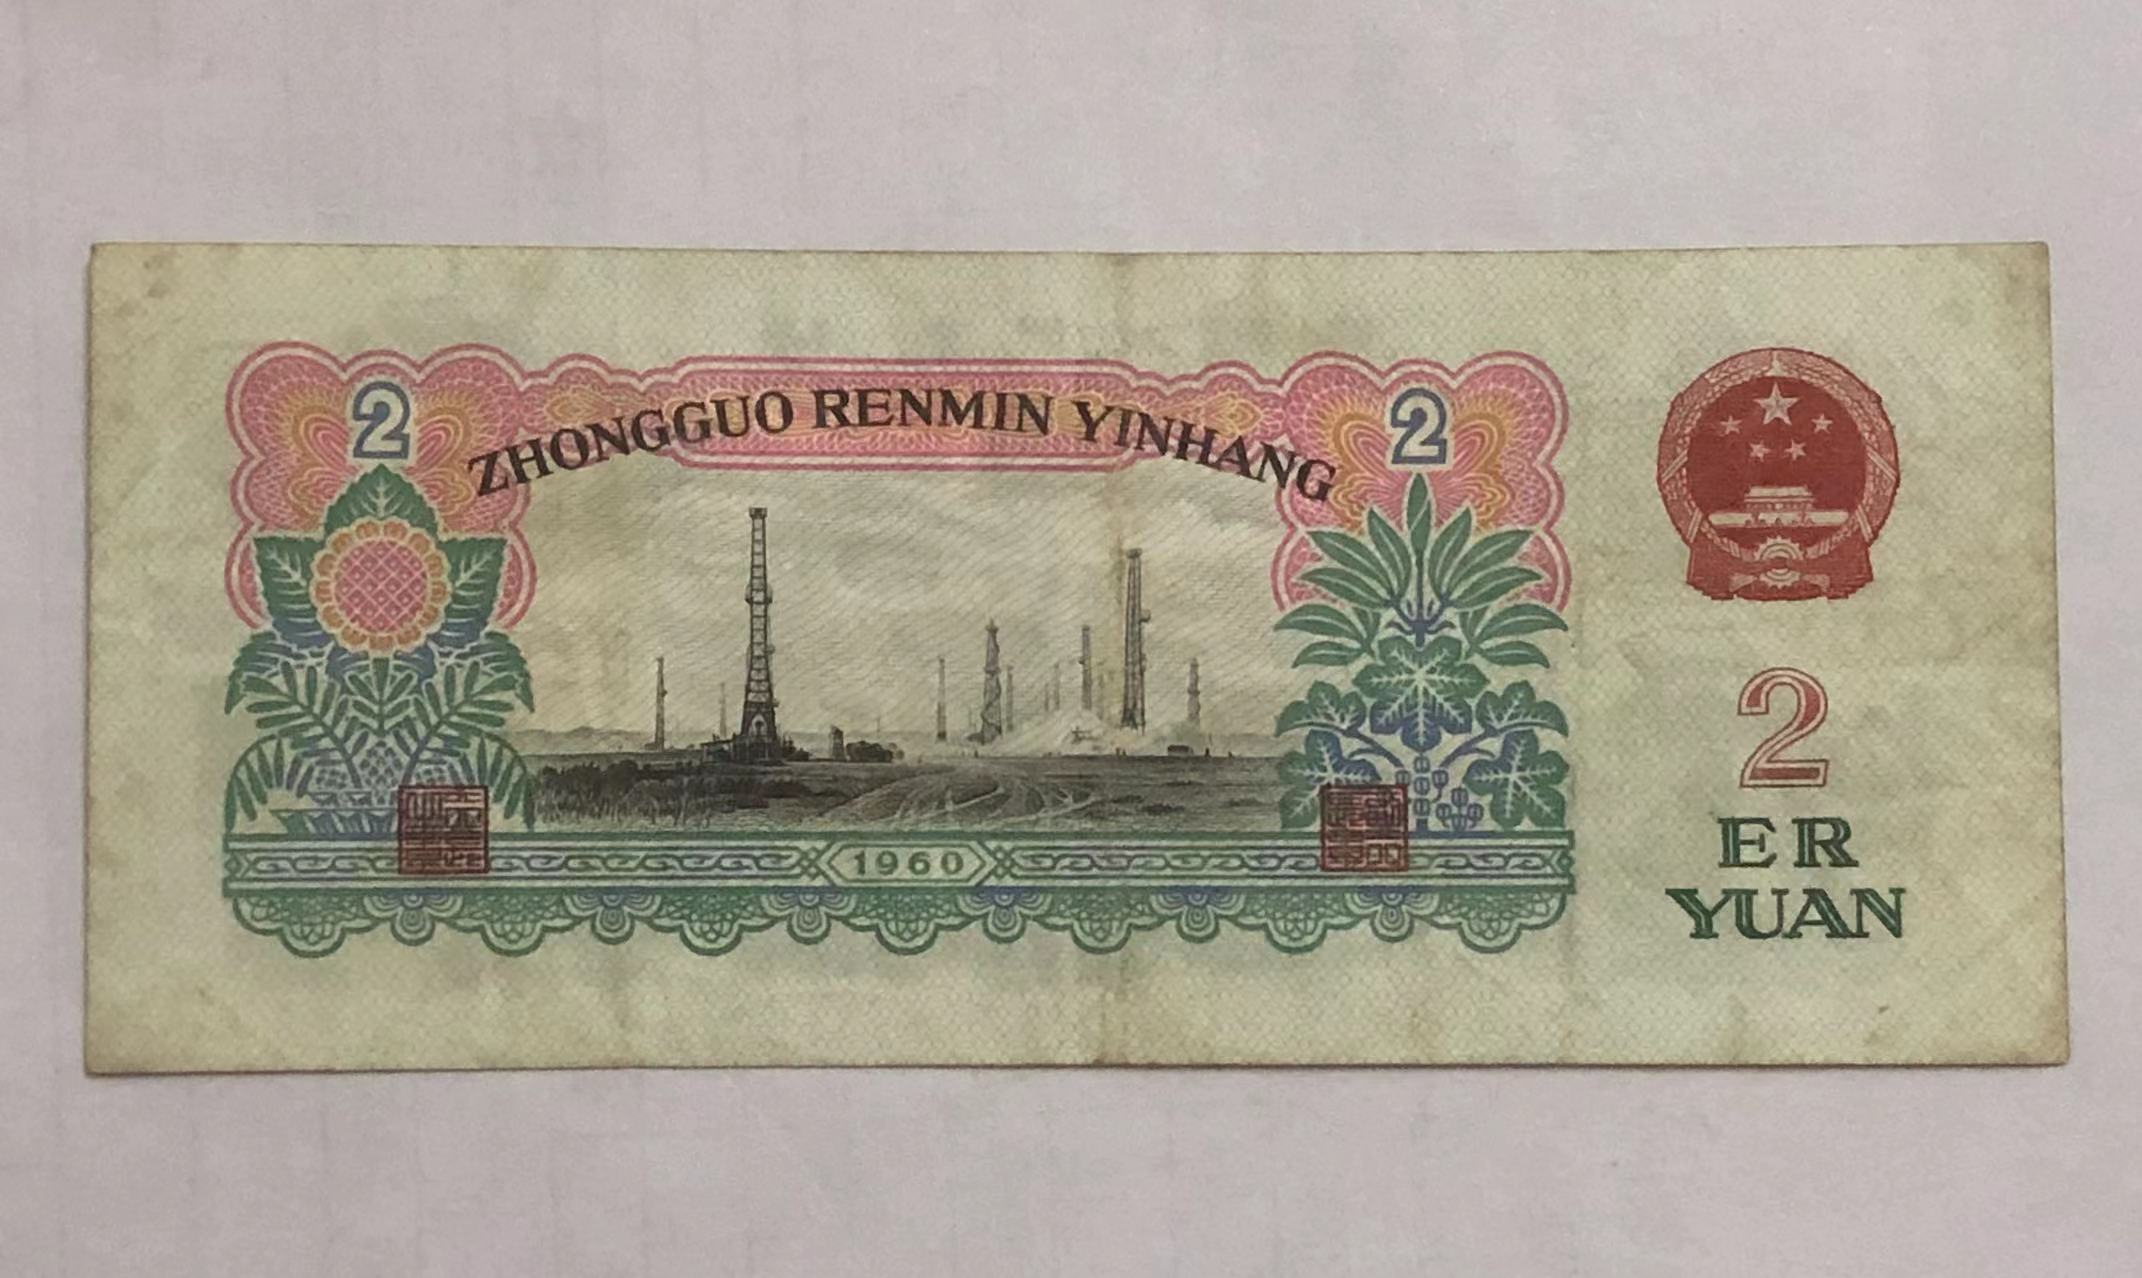 2
2
ZHONGGUO RENMIN YINHANG
1960
2
ER
YUAN